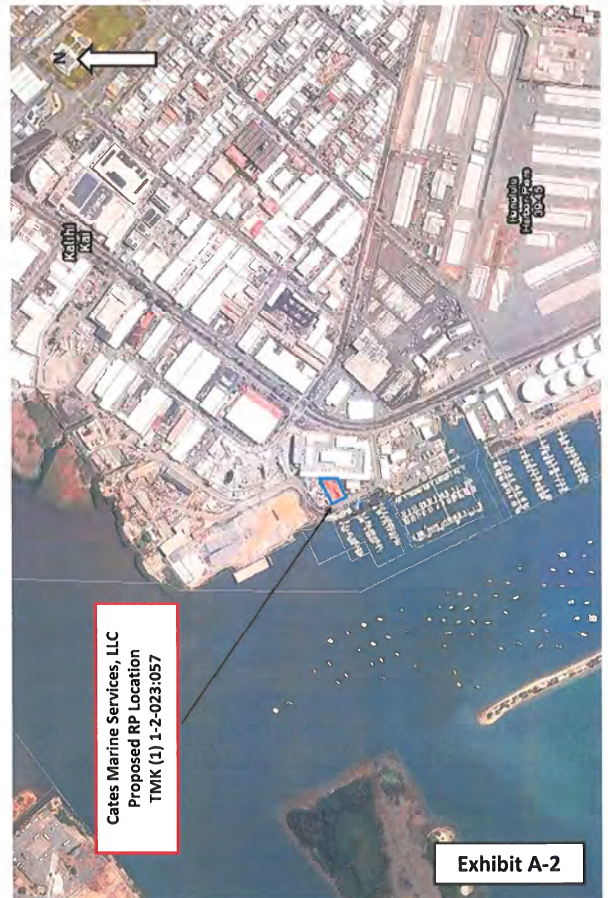 N
Kalihi
Kai
Honolulu
Harbor Piers
39-45
Cates Marine Services, LLC
Proposed RP Location
TMK (1) 1-2-023:057
Exhibit A-2